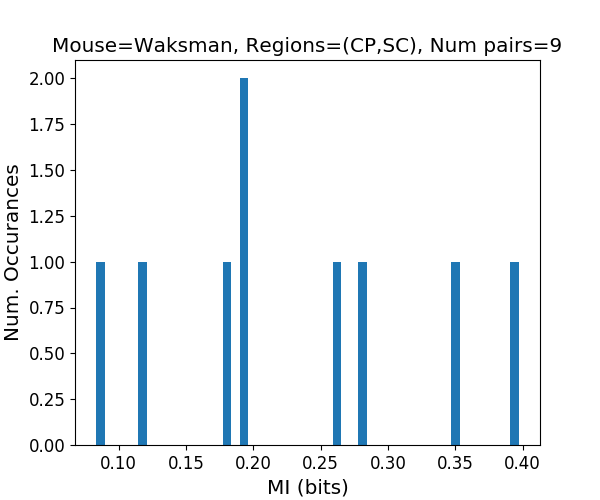 Mouse=Waksman, Regions=(CP,SC), Num pairs=9
2.00
1.75
1.50
1.25
1.00
0.75
0.50
0.25
0.00
Num. Occurances
0.10 0.15 0.20 0.25 0.30 0.35 0.40
MI (bits)